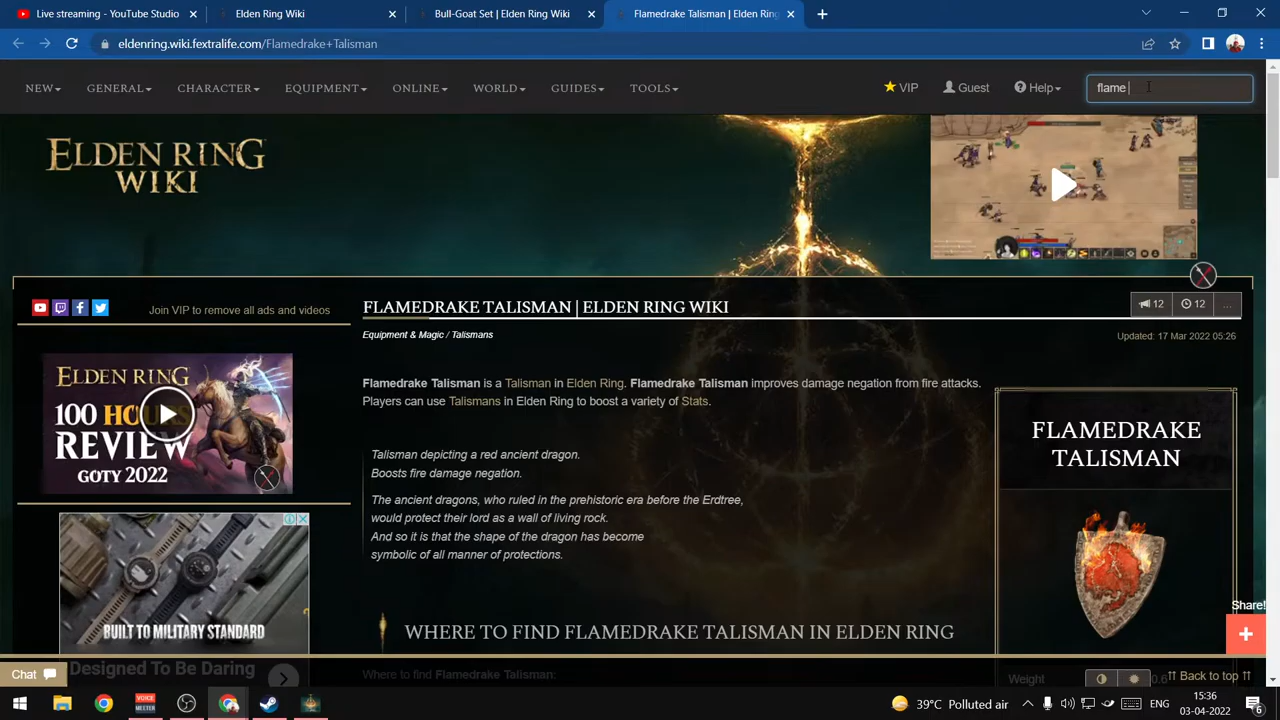 Live streaming - YouTube Studio
Elden Ring Wiki
Bull-Goat Set | Elden Ring Wiki
Flamedrake Talisman | Elden Ring
eldenring.wiki.fextralife.com/Flamedrake+Talisman
NEW GENERAL CHARACTER EQUIPMENT ONLINE WORLD GUIDES TOOLS
VIP Guest Help
flame
ELDEN RING
WIKI
Join VIP to remove all ads and videos
FLAMEDRAKE TALISMAN | ELDEN RING WIKI
12 12 ...
Equipment & Magic / Talismans
Updated: 17 Mar 2022 05:26
ELDEN RING
100 HOURS
REVIEW
GOTY 2022
Flamedrake Talisman is a Talisman in Elden Ring. Flamedrake Talisman improves damage negation from fire attacks.
Players can use Talismans in Elden Ring to boost a variety of Stats.
Talisman depicting a red ancient dragon.
Boosts fire damage negation.
The ancient dragons, who ruled in the prehistoric era before the Erdtree,
would protect their lord as a wall of living rock.
And so it is that the shape of the dragon has become
symbolic of all manner of protections.
FLAMEDRAKE
TALISMAN
BUILT TO MILITARY STANDARD
Designed To Be Daring
WHERE TO FIND FLAMEDRAKE TALISMAN IN ELDEN RING
Where to find Flamedrake Talisman:
Share!
Weight 0.6
Back to top
Chat
VOICE
MEETER
39°C Polluted air
ENG
15:36
03-04-2022
6